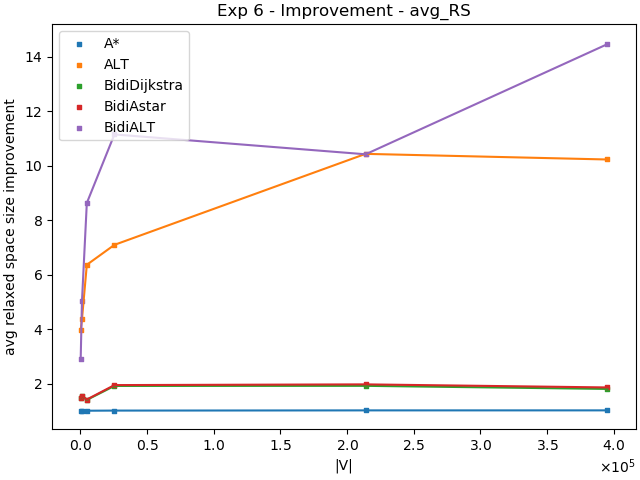 Exp 6 - Improvement - avg_RS
avg relaxed space size improvement
14
12
10
8
6
4
2
A*
ALT
BidiDijkstra
BidiAstar
BidiALT
0.0 0.5 1.0 1.5 2.0 2.5 3.0 3.5 4.0
|V|
×10⁵